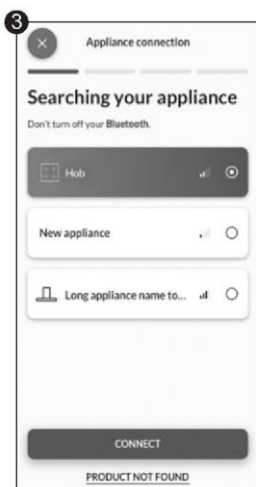 3
Appliance connection
Searching your appliance
Don't turn off your Bluetooth.
Hob
New appliance
Long appliance name to...
CONNECT
PRODUCT NOT FOUND